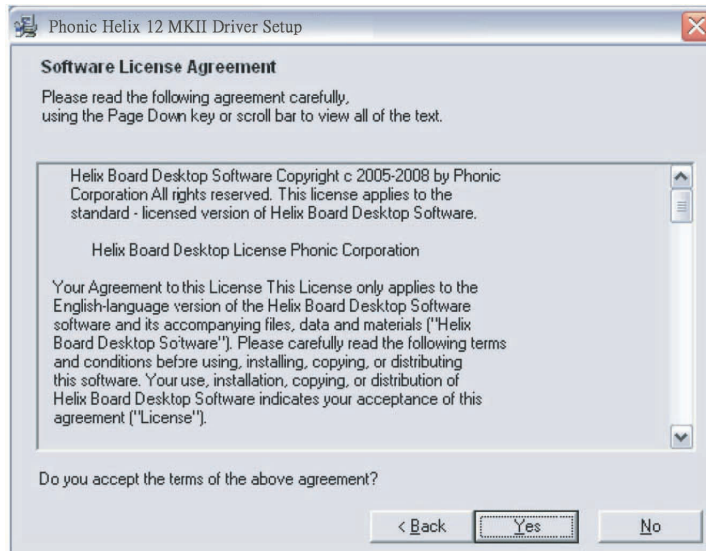 Phonic Helix 12 MKII Driver Setup
Software License Agreement
Please read the following agreement carefully,
using the Page Down key or scroll bar to view all of the text.
Helix Board Desktop Software Copyright c 2005-2008 by Phonic
Corporation All rights reserved. This license applies to the
standard - licensed version of Helix Board Desktop Software.
Helix Board Desktop License Phonic Corporation
Your Agreement to this License This License only applies to the
English-language version of the Helix Board Desktop Software
software and its accompanying files, data and materials ("Helix
Board Desktop Software"). Please carefully read the following terms
and conditions before using, installing, copying, or distributing
this software. Your use, installation, copying, or distribution of
Helix Board Desktop Software indicates your acceptance of this
agreement ("License").
Do you accept the terms of the above agreement?
< Back Yes No